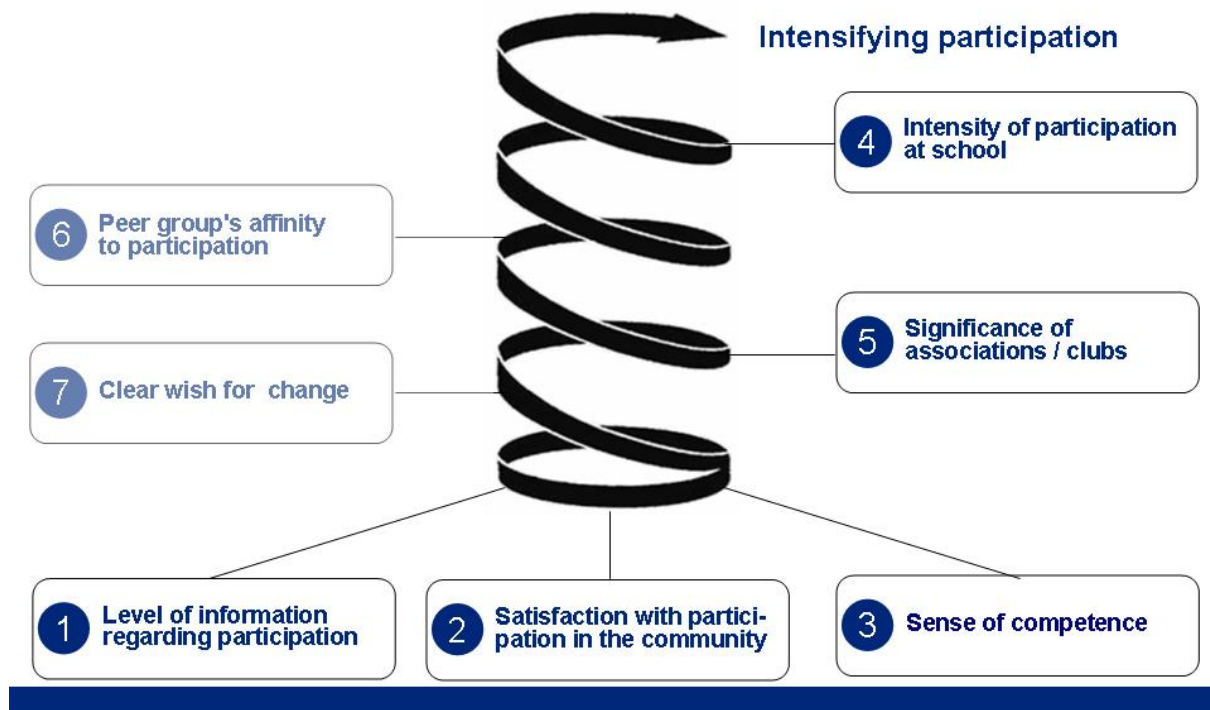 Intensifying participation
4 Intensity of participation
at school
6 Peer group's affinity
to participation
5 Significance of
associations / clubs
7 Clear wish for change
1 Level of information
regarding participation
2 Satisfaction with partici-
pation in the community
3 Sense of competence